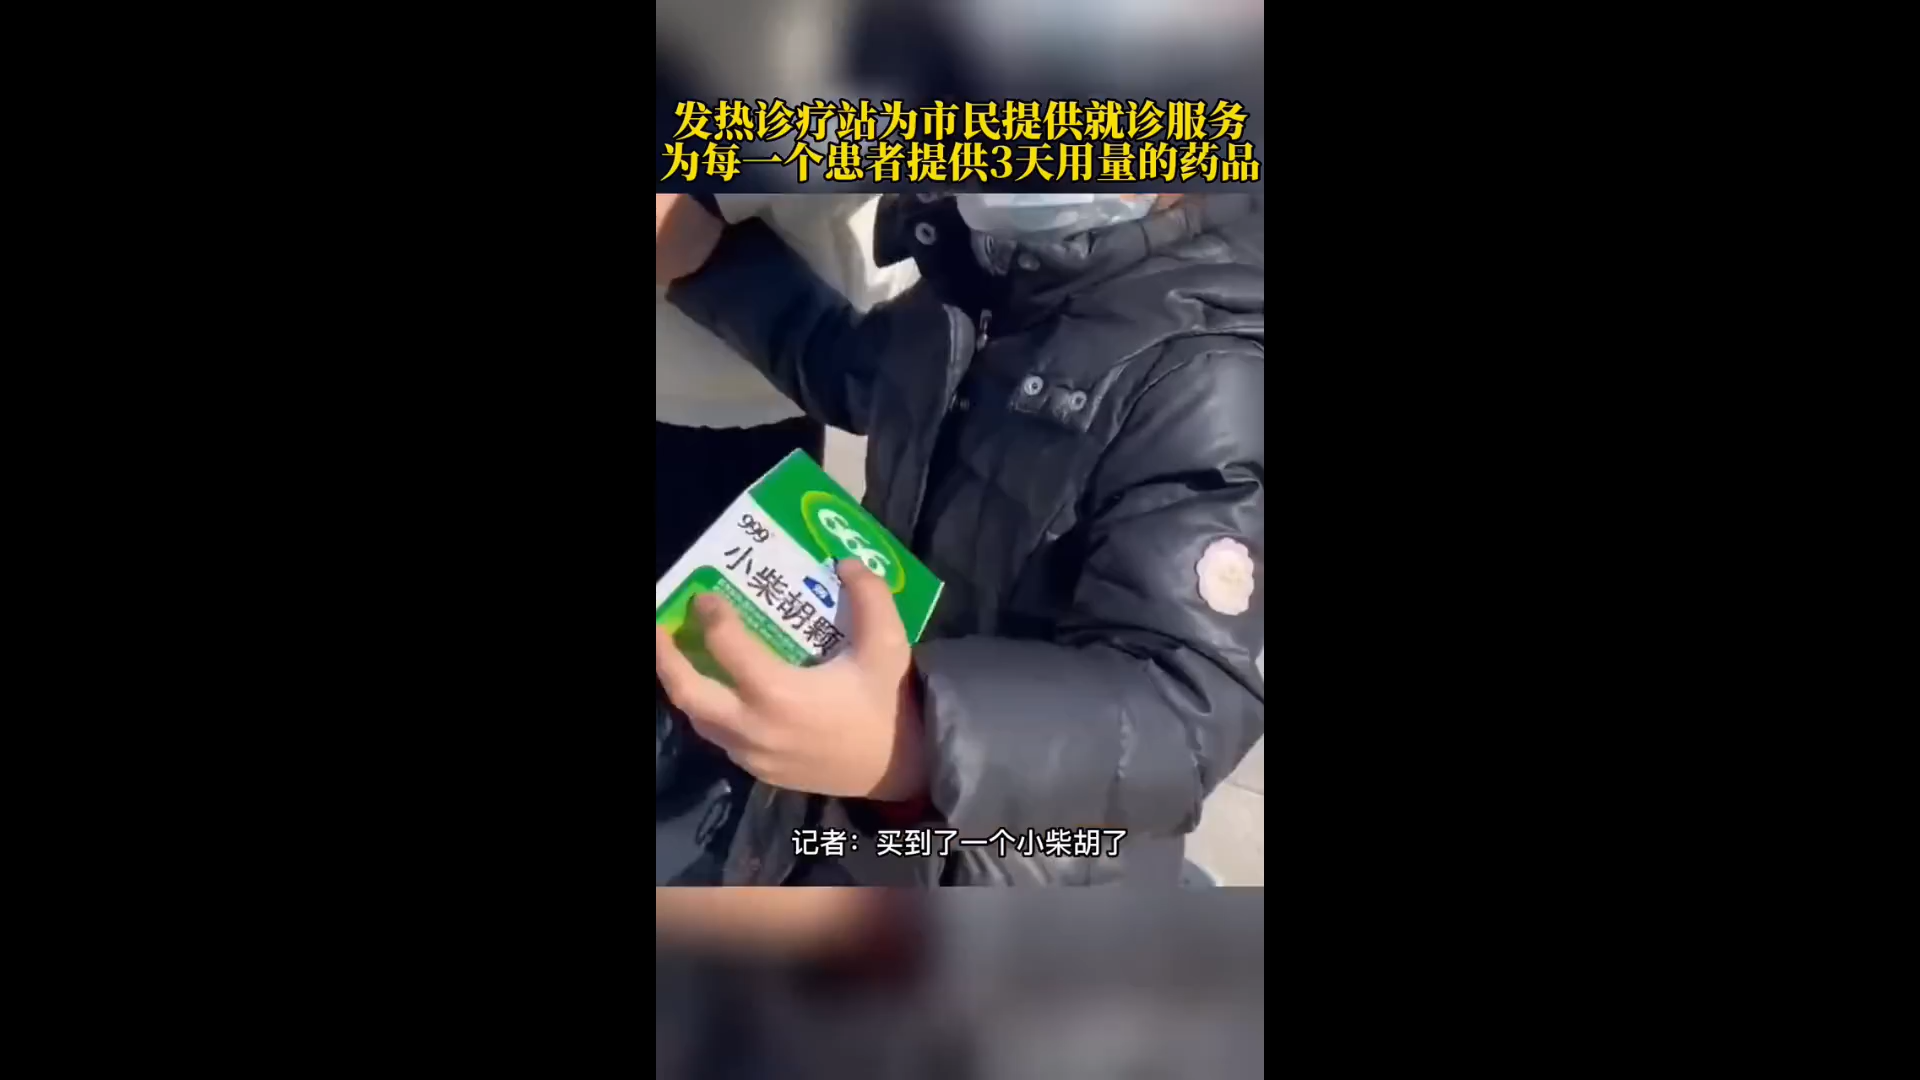 发热诊疗站为市民提供就诊服务
为每一个患者提供3天用量的药品
999
999
小柴胡颗
记者：买到了一个小柴胡了